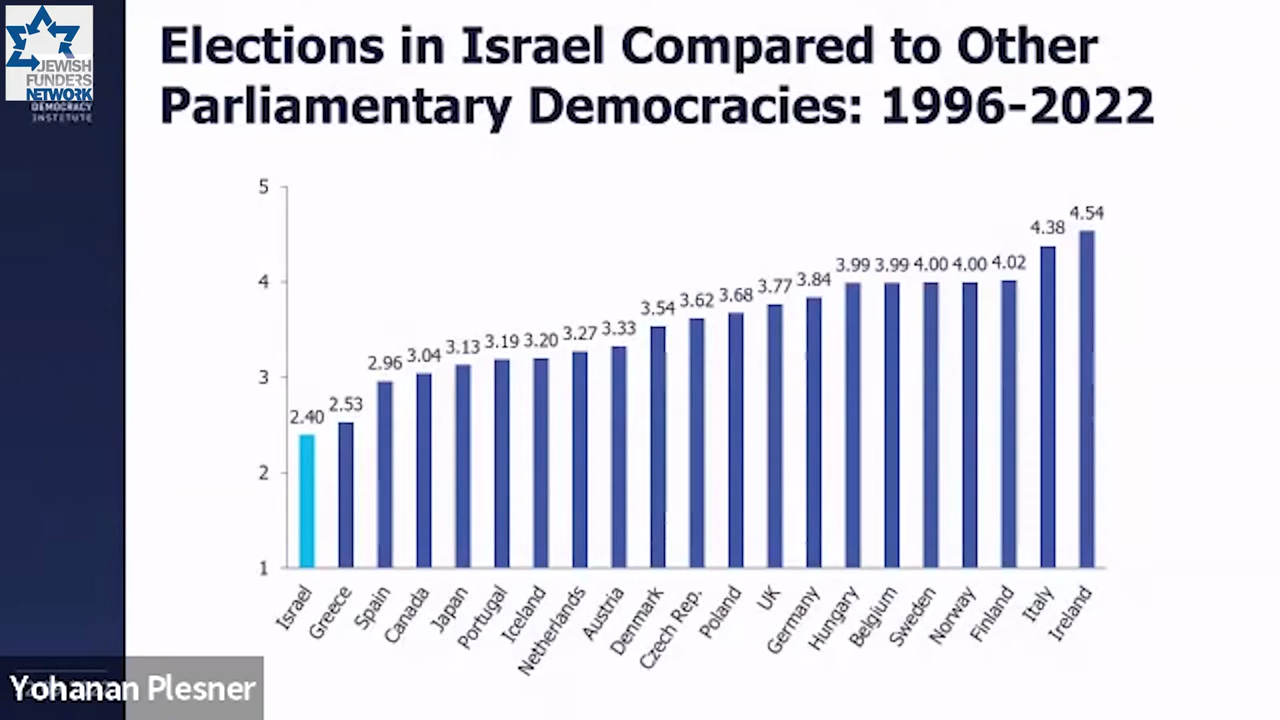 JEWISH
FUNDERS
NETWORK
DEMOCRACY
INSTITUTE
Elections in Israel Compared to Other
Parliamentary Democracies: 1996-2022
5
4
3
2
1
2.40
2.53
2.96
3.04
3.13
3.19
3.20
3.27
3.33
3.54
3.62
3.68
3.77
3.84
3.99
3.99
4.00
4.00
4.02
4.38
4.54
Israel
Greece
Spain
Canada
Japan
Portugal
Iceland
Netherlands
Austria
Denmark
Czech Rep.
Poland
UK
Germany
Hungary
Belgium
Sweden
Norway
Finland
Italy
Ireland
Yohanan Plesner